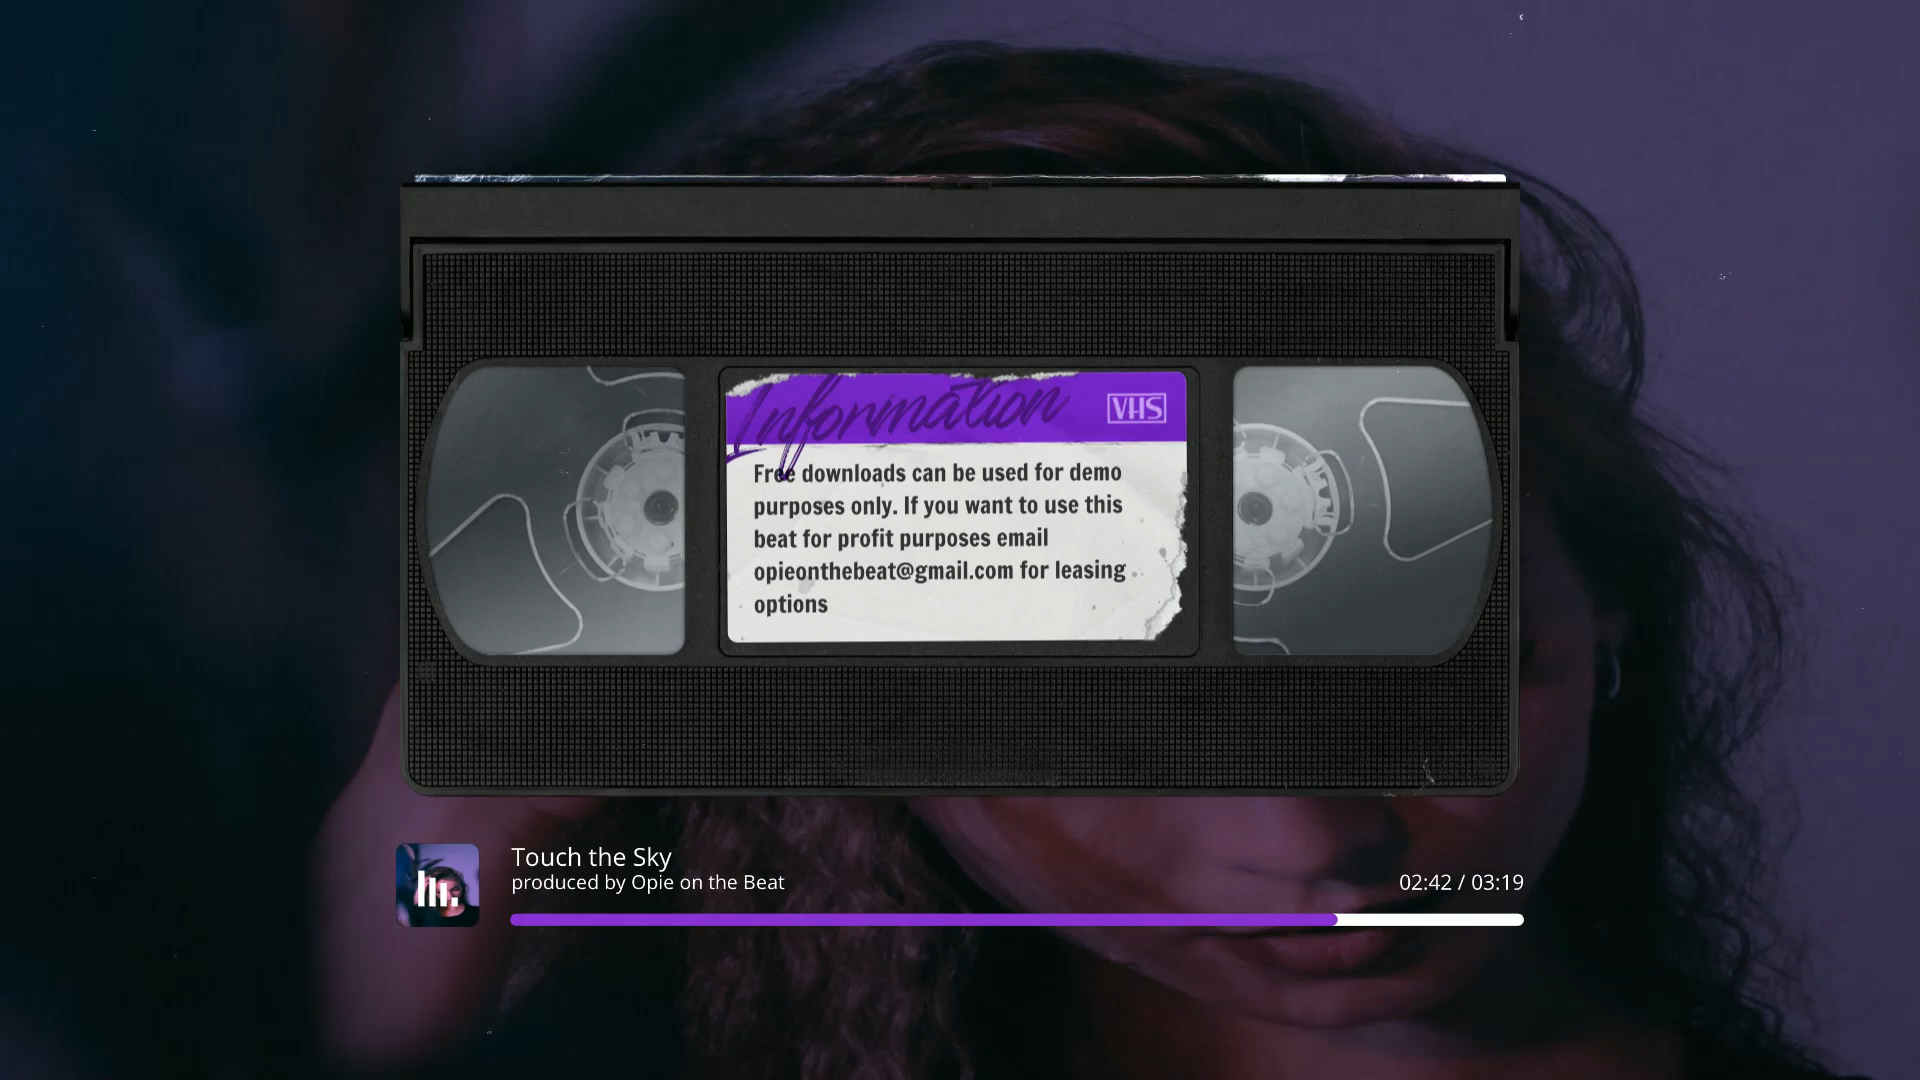 Information
VHS
Free downloads can be used for demo
purposes only. If you want to use this
beat for profit purposes email
opieonthebeat@gmail.com for leasing
options
Touch the Sky
produced by Opie on the Beat
02:42 / 03:19